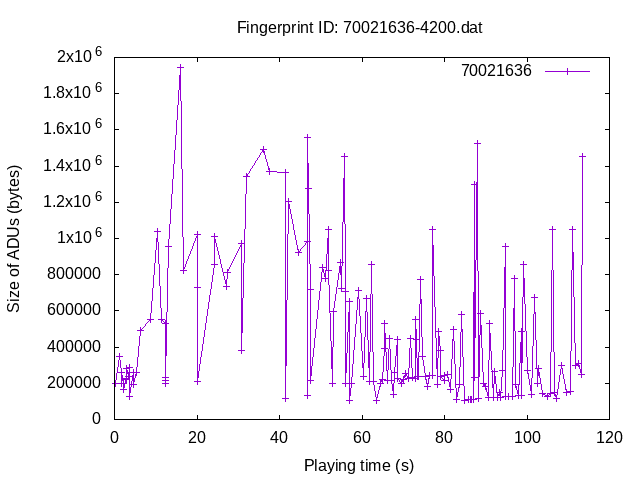 Fingerprint ID: 70021636-4200.dat
70021636
2x10^6
1.8x10^6
1.6x10^6
1.4x10^6
1.2x10^6
1x10^6
800000
600000
400000
200000
0
Size of ADUs (bytes)
0 20 40 60 80 100 120
Playing time (s)